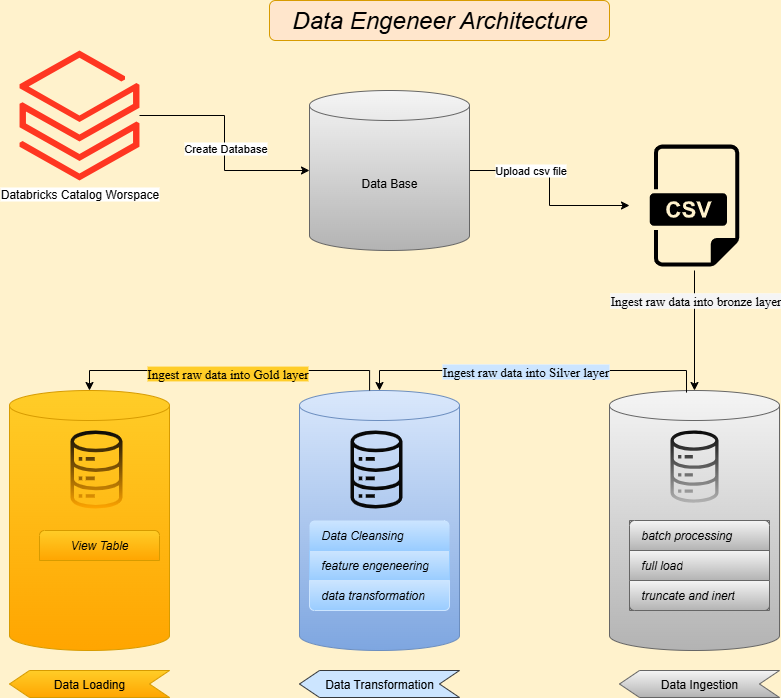 Data Engeneer Architecture
Databricks Catalog Worspace
Create Database
Data Base
Upload csv file
CSV
Ingest raw data into bronze layer
Ingest raw data into Gold layer
Ingest raw data into Silver layer
View Table
Data Cleansing
feature engeneering
data transformation
batch processing
full load
truncate and inert
Data Loading
Data Transformation
Data Ingestion